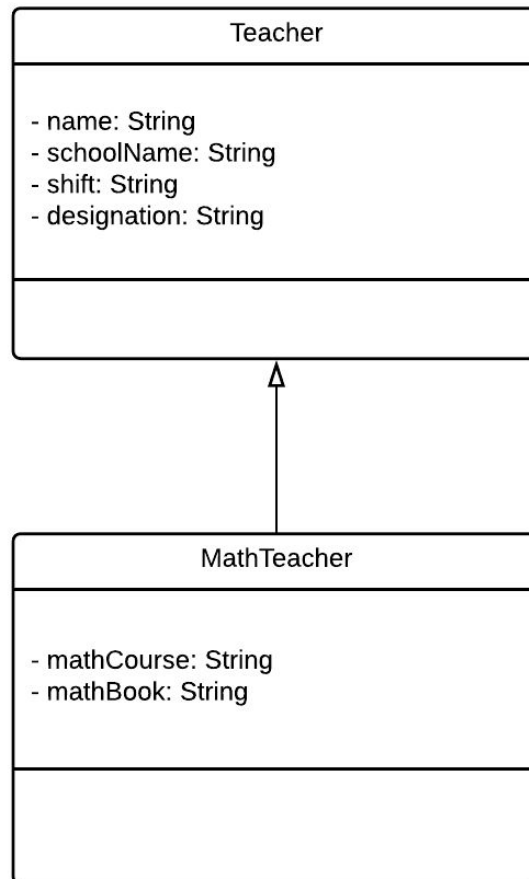 Teacher
- name: String
- schoolName: String
- shift: String
- designation: String
MathTeacher
- mathCourse: String
- mathBook: String